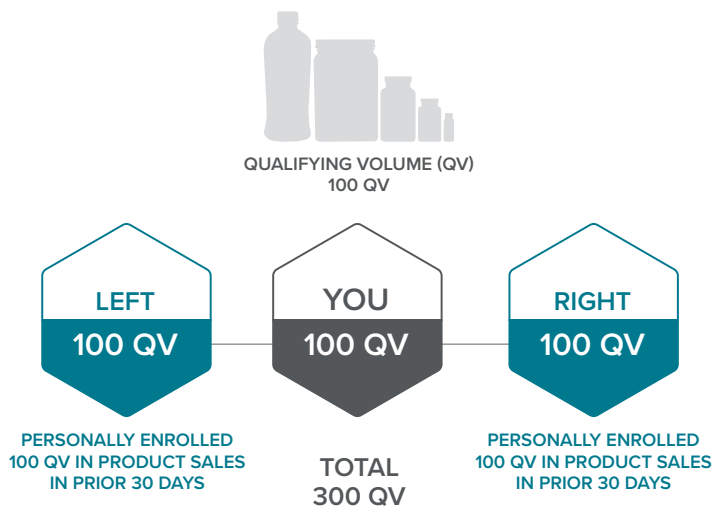 QUALIFYING VOLUME (QV)
100 QV
LEFT
100 QV
YOU
100 QV
RIGHT
100 QV
PERSONALLY ENROLLED
100 QV IN PRODUCT SALES
IN PRIOR 30 DAYS
TOTAL
300 QV
PERSONALLY ENROLLED
100 QV IN PRODUCT SALES
IN PRIOR 30 DAYS